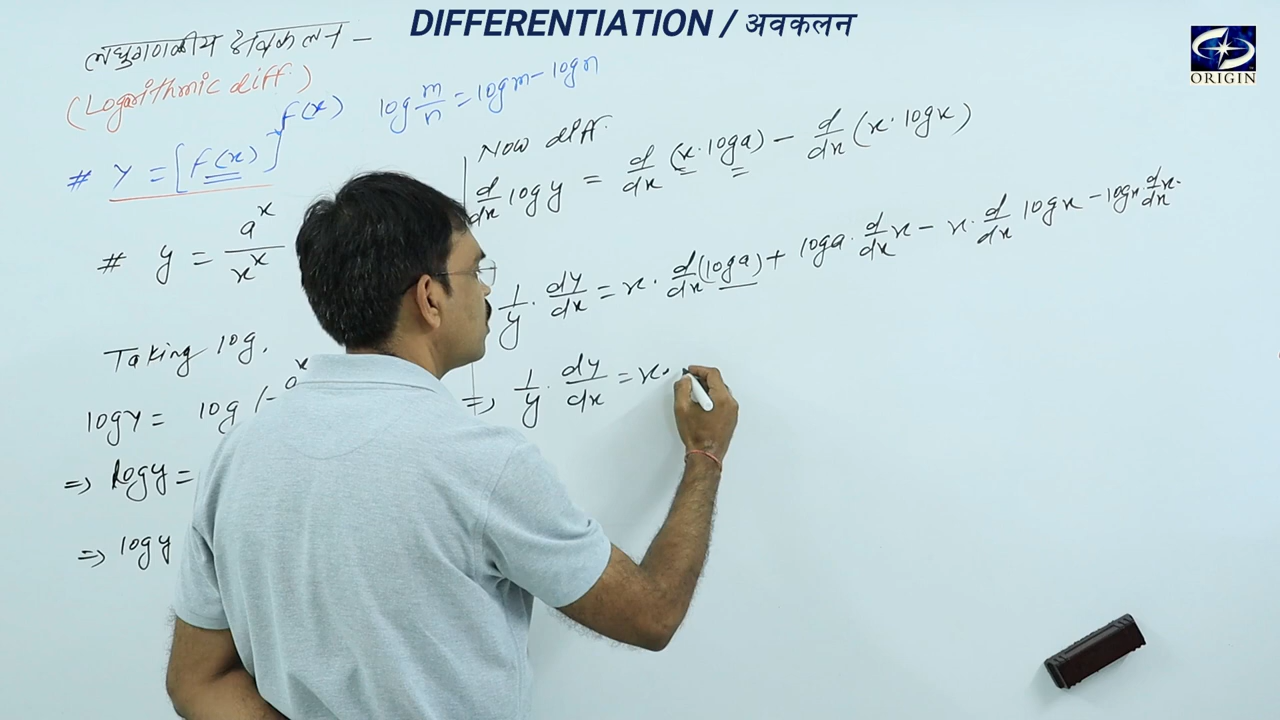 DIFFERENTIATION / अवकलन
ORIGIN
लघुगणकीय अवकलन –
(Logarithmic diff.)
# Y = [f(x)]^f(x)
log m/n = log m – log n
# y = a^x / x^x
Taking log.
log Y = log (
⇒ log y =
⇒ log y
Now diff.
d/dx log y = d/dx (x · log a) – d/dx (x · log x)
1/y · dy/dx = x · d/dx (log a) + log a · d/dx x – x · d/dx log x – log x d/dx x.
⇒ 1/y · dy/dx = x ·